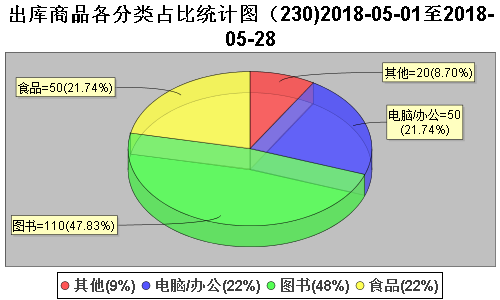 出库商品各分类占比统计图（230)2018-05-01至2018-
05-28
其他=20(8.70%)
食品=50(21.74%)
电脑/办公=50
(21.74%)
图书=110(47.83%)
其他(9%) 电脑/办公(22%) 图书(48%) 食品(22%)